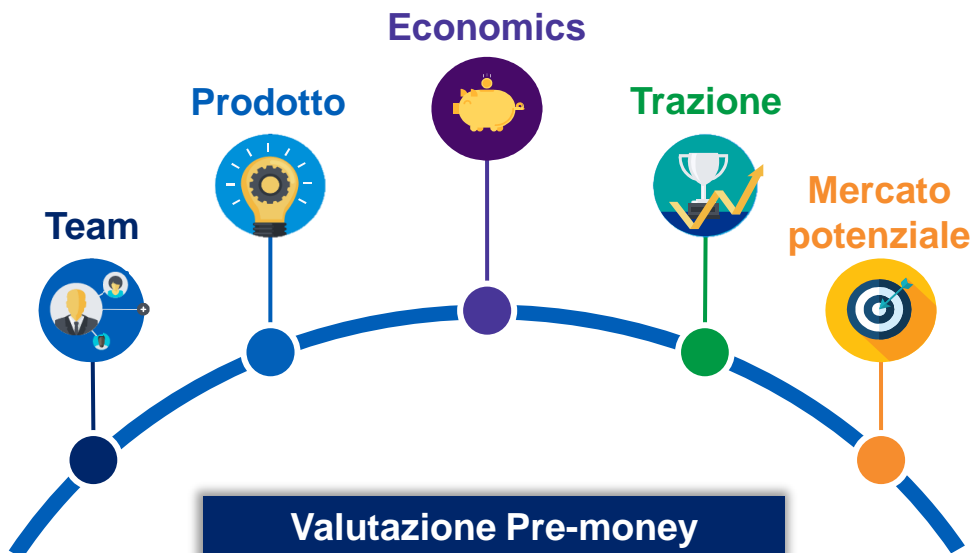 Economics
Prodotto
Trazione
Mercato
potenziale
Team
Valutazione Pre-money